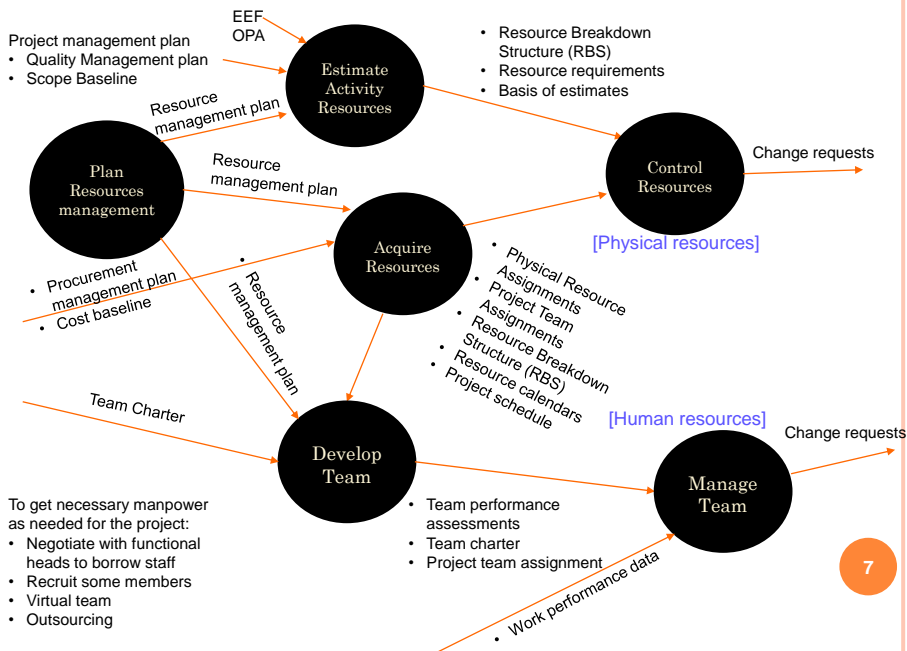 EEF
OPA
Project management plan
• Quality Management plan
• Scope Baseline
Estimate
Activity
Resources
• Resource Breakdown
Structure (RBS)
• Resource requirements
• Basis of estimates
Resource
management plan
Plan
Resources
management
Resource
management plan
Control
Resources
Change requests
[Physical resources]
Acquire
Resources
• Procurement
management plan
• Cost baseline
• Resource
management plan
• Physical Resource
Assignments
• Project Team
Assignments
• Resource Breakdown
Structure (RBS)
• Resource calendars
• Project schedule
Team Charter
[Human resources]
Change requests
Develop
Team
Manage
Team
To get necessary manpower
as needed for the project:
• Negotiate with functional
heads to borrow staff
• Recruit some members
• Virtual team
• Outsourcing
• Team performance
assessments
• Team charter
• Project team assignment
• Work performance data
7